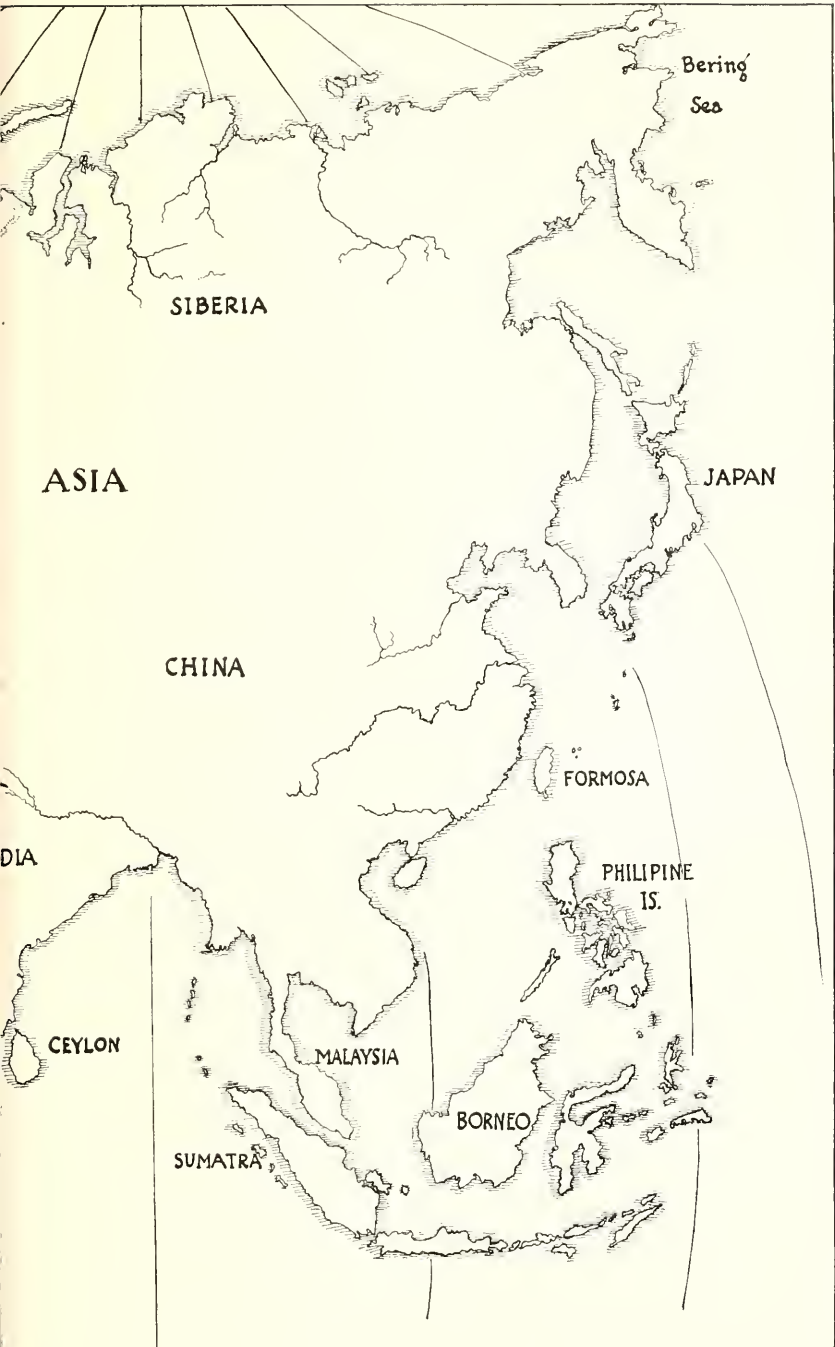 Bering
Sea
SIBERIA
ASIA
JAPAN
CHINA
FORMOSA
DIA
PHILIPINE
IS.
CEYLON
MALAYSIA
BORNEO
SUMATRA